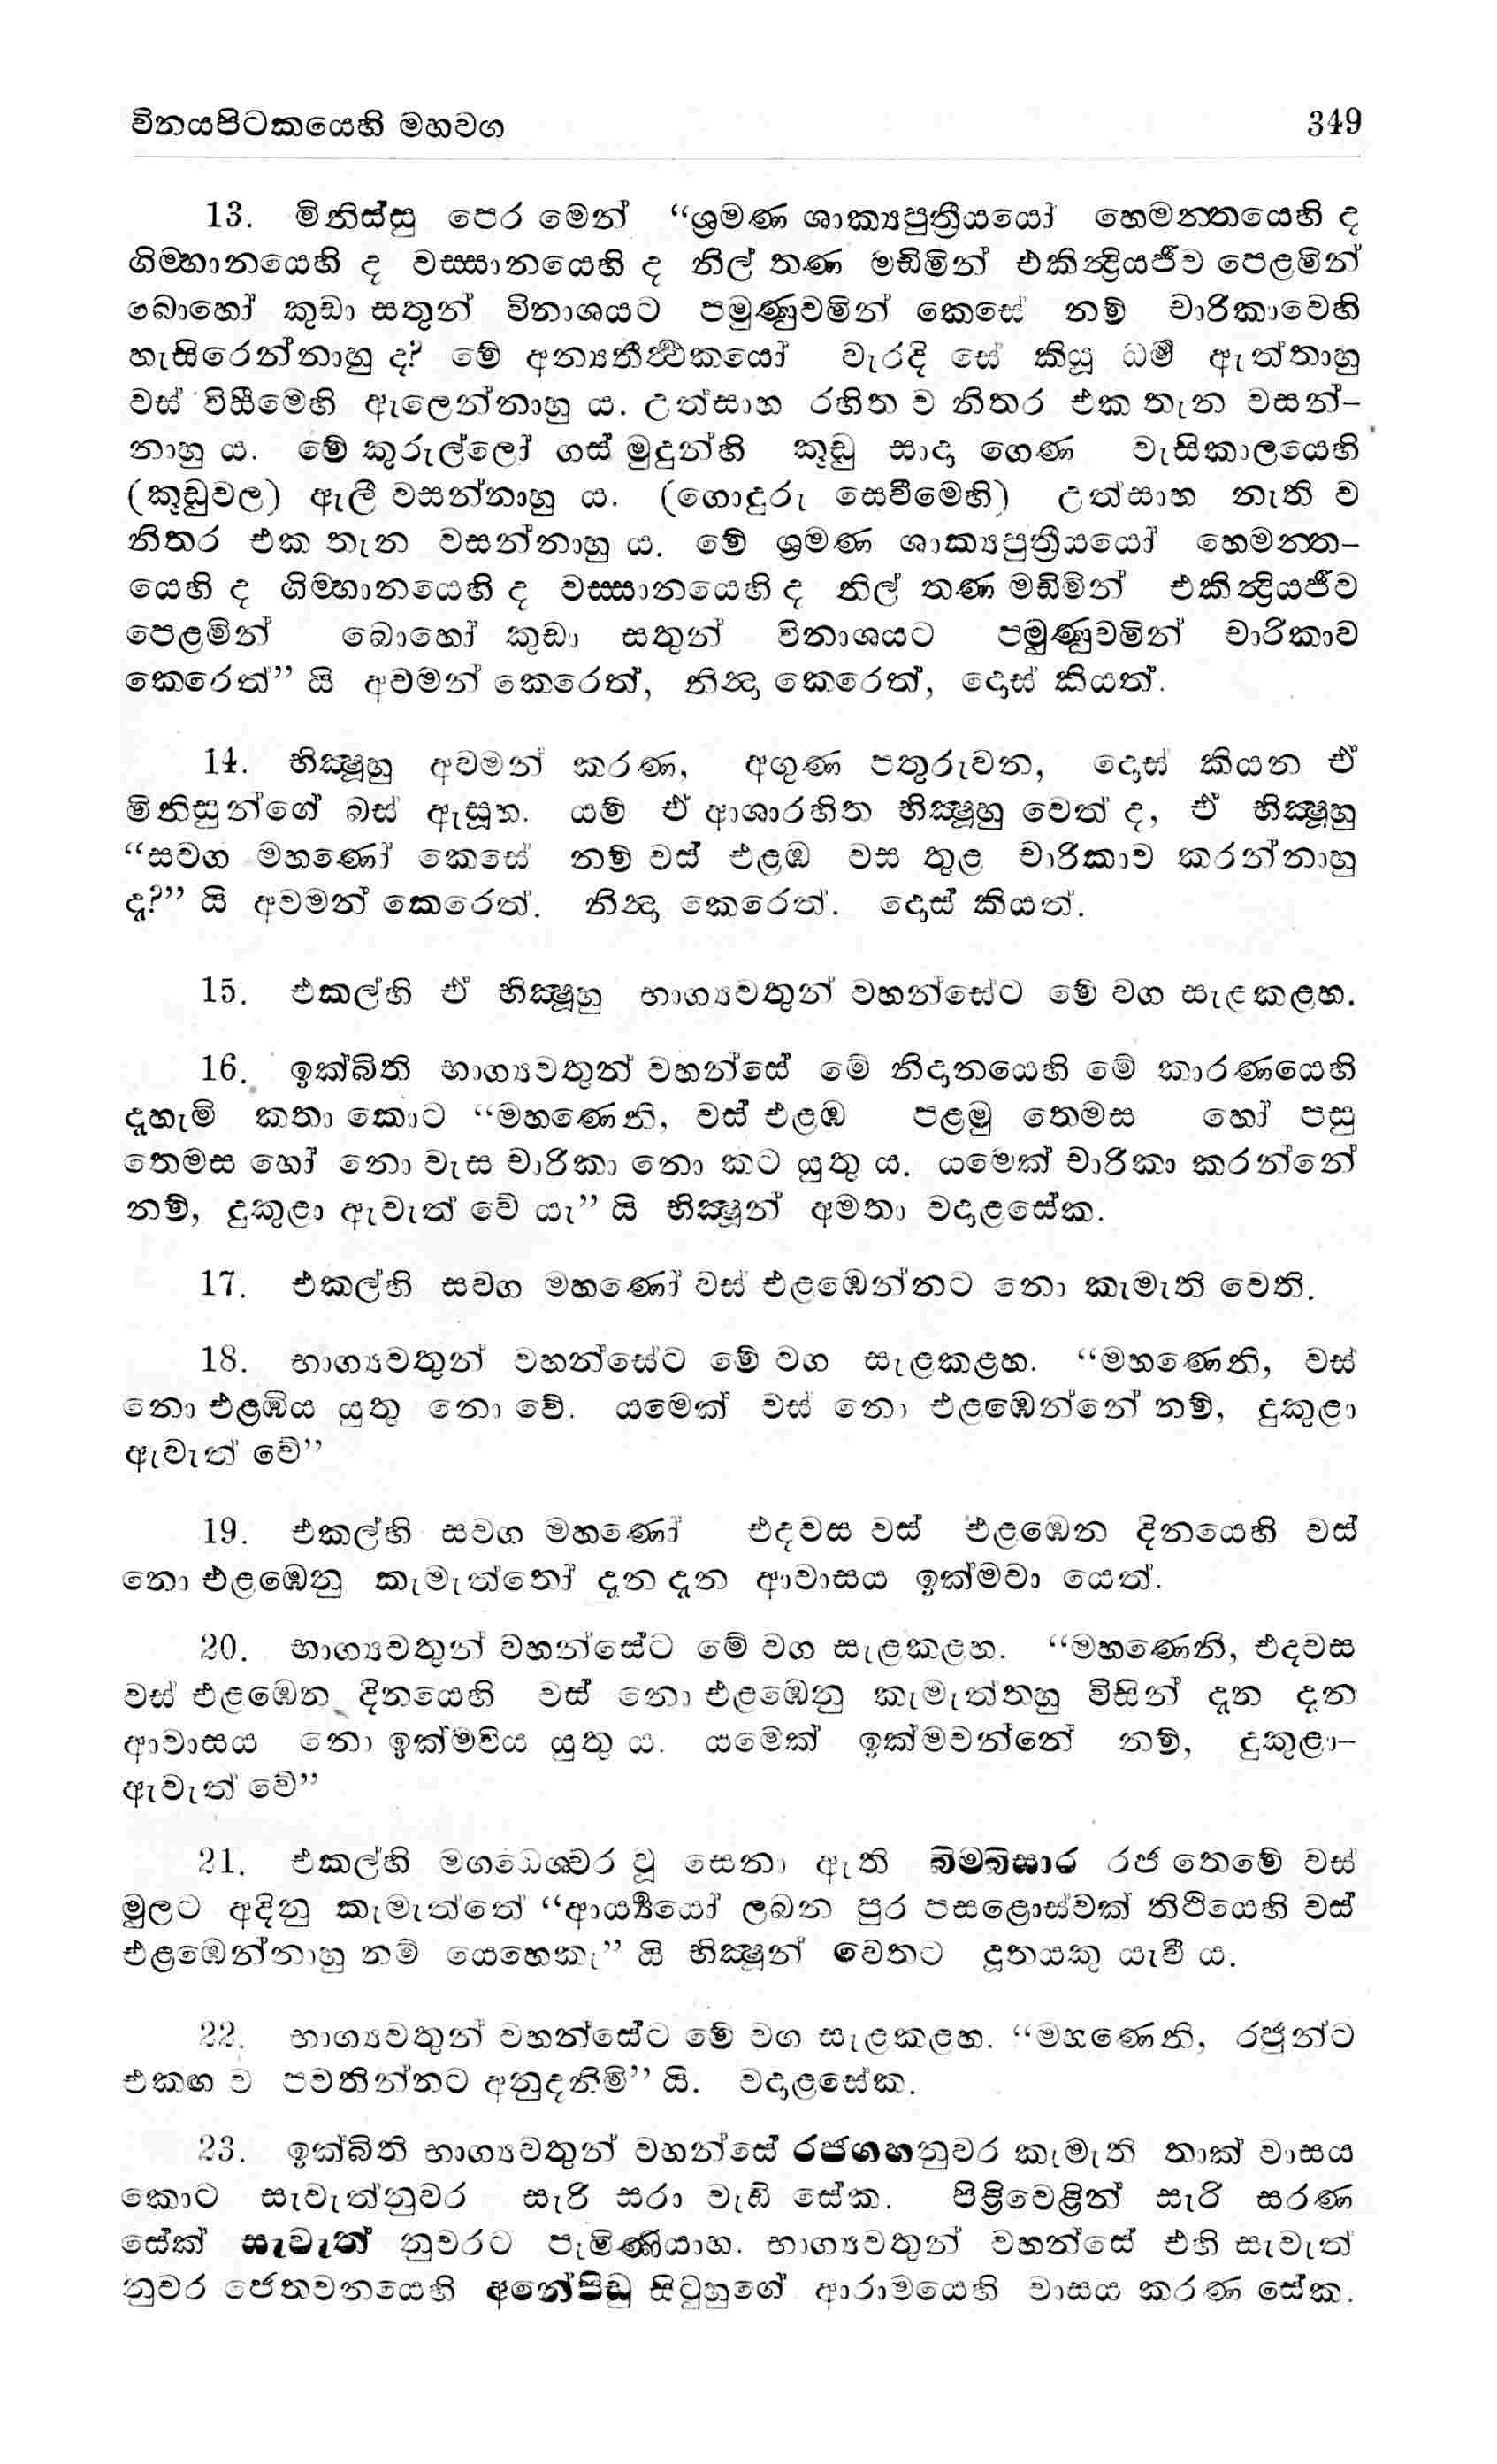 විනයපිටකයෙහි මහවග 349
13. මිනිස්සු පෙර මෙන් “ශ්‍රමණ ශාක්‍යපුත්‍රීයයෝ හෙමන්තයෙහි ද
ගිම්හානයෙහි ද වස්සානයෙහි ද නිල් තණ මඩිමින් එකින්ද්‍රියජීව පෙළමින්
බොහෝ කුඩා සතුන් විනාශයට පමුණුවමින් කෙසේ නම් චාරිකාවෙහි
හැසිරෙන්නාහු ද? මේ අන්‍යතීර්‍ත්‍ථකයෝ වැරදි සේ කියූ ධර්‍ම ඇත්තාහු
වස් විසීමෙහි ඇලෙන්නාහු ය. උත්සාහ රහිත ව නිතර එක තැන වසන්-
නාහු ය. මේ කුරුල්ලෝ ගස් මුදුන්හි කූඩු සාදා ගෙණ වැසිකාලයෙහි
(කූඩුවල) ඇලී වසන්නාහු ය. (ගොදුරු සෙවීමෙහි) උත්සාහ නැති ව
නිතර එක තැන වසන්නාහු ය. මේ ශ්‍රමණ ශාක්‍යපුත්‍රීයයෝ හෙමන්ත-
යෙහි ද ගිම්හානයෙහි ද වස්සානයෙහි ද නිල් තණ මඩිමින් එකින්ද්‍රියජීව
පෙළමින් බොහෝ කුඩා සතුන් විනාශයට පමුණුවමින් චාරිකාව
කෙරෙත්” යි අවමන් කෙරෙත්, නින්දා කෙරෙත්, දොස් කියත්.
14. භික්ෂූහු අවමන් කරණ, අගුණ පතුරුවන, දොස් කියන ඒ
මිනිසුන්ගේ බස් ඇසූහ. යම් ඒ ආශාරහිත භික්ෂූහු වෙත් ද, ඒ භික්ෂූහු
“සවග මහණෝ කෙසේ නම් වස් එළඹ වස තුළ චාරිකාව කරන්නාහු
ද?” යි අවමන් කෙරෙත්. නින්දා කෙරෙත්. දොස් කියත්.
15. එකල්හි ඒ භික්ෂූහු භාග්‍යවතුන් වහන්සේට මේ වග සැළකළහ.
16. ඉක්බිති භාග්‍යවතුන් වහන්සේ මේ නිදානයෙහි මේ කාරණයෙහි
දැහැමි කතා කොට “මහණෙනි, වස් එළඹ පළමු තෙමස හෝ පසු
තෙමස හෝ නො වැස චාරිකා නො කට යුතු ය. යමෙක් චාරිකා කරන්නේ
නම්, දුකුළා ඇවැත් වේ යැ” යි භික්ෂූන් අමතා වදාළසේක.
17. එකල්හි සවග මහණෝ වස් එළඹෙන්නට නො කැමැති වෙති.
18. භාග්‍යවතුන් වහන්සේට මේ වග සැළකළහ. “මහණෙනි, වස්
නො එළඹිය යුතු නො වේ. යමෙක් වස් නො එළඹෙන්නේ නම්, දුකුළා
ඇවැත් වේ”
19. එකල්හි සවග මහණෝ එදවස වස් එළඹෙන දිනයෙහි වස්
නො එළඹෙනු කැමැත්තෝ දැන දැන ආවාසය ඉක්මවා යෙත්.
20. භාග්‍යවතුන් වහන්සේට මේ වග සැළකළහ. “මහණෙනි, එදවස
වස් එළඹෙන දිනයෙහි වස් නො එළඹෙනු කැමැත්තහු විසින් දැන දැන
ආවාසය නො ඉක්මවිය යුතු ය. යමෙක් ඉක්මවන්නේ නම්, දුකුළා-
ඇවැත් වේ”
21. එකල්හි මගධෙශ්වර වූ සෙනා ඇති බිම්බිසාර රජ තෙමේ වස්
මුලට අදිනු කැමැත්තේ “ආර්‍ය්‍යයෝ ලබන පුර පසළොස්වක් තිථියෙහි වස්
එළඹෙන්නාහු නම් යෙහෙකැ” යි භික්ෂූන් වෙතට දූතයකු යැවී ය.
22. භාග්‍යවතුන් වහන්සේට මේ වග සැළකළහ. “මහණෙනි, රජුන්ට
එකඟ ව පවතින්නට අනුදනිමි” යි. වදාළසේක.
23. ඉක්බිති භාග්‍යවතුන් වහන්සේ රජගහනුවර කැමැති තාක් වාසය
කොට සැවැත්නුවර සැරි සරා වැඩි සේක. පිළිවෙළින් සැරි සරණ
සේක් සැවැත් නුවරට පැමිණියාහ. භාග්‍යවතුන් වහන්සේ එහි සැවැත්
නුවර ජෙතවනයෙහි අනේපිඬු සිටුහුගේ ආරාමයෙහි වාසය කරණ සේක.